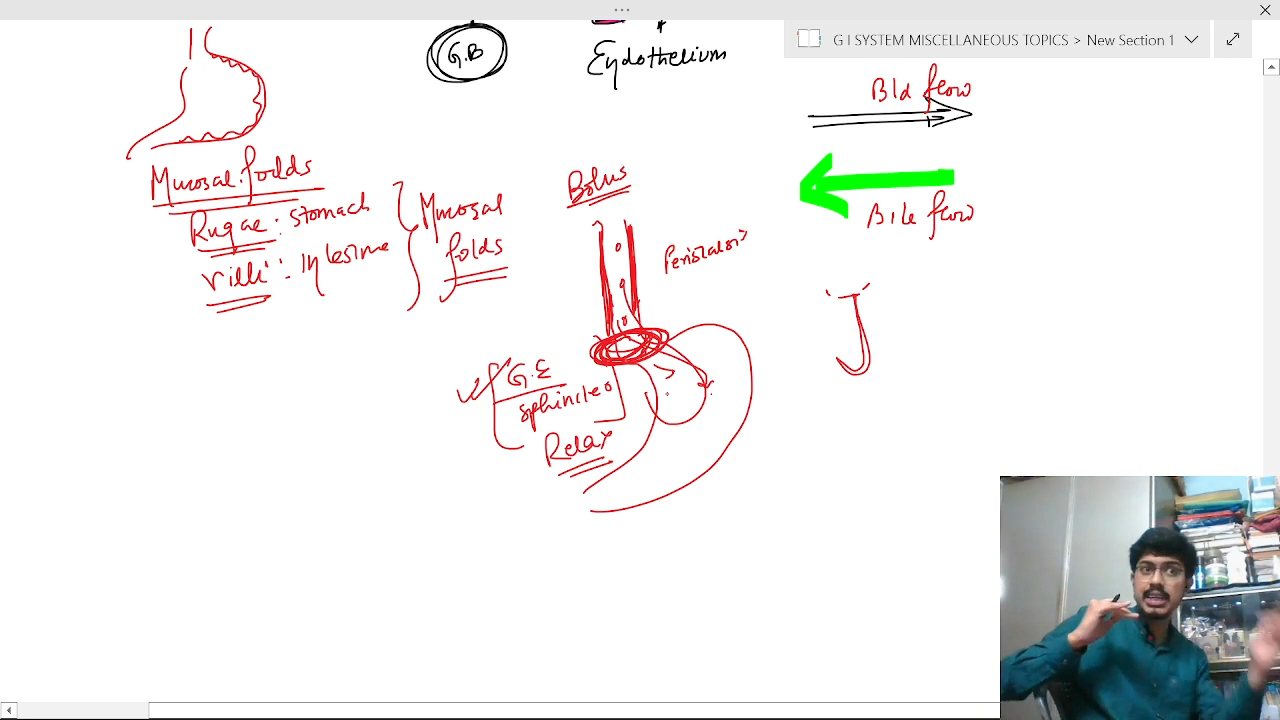 G I SYSTEM MISCELLANEOUS TOPICS > New Section 1
G.B
Endothelium
Bld flow
Bile flow
Mucosal folds
Rugae : stomach
villi : Intestine
Mucosal
folds
Bolus
Peristalsis
G.E
sphincter
Relax
J